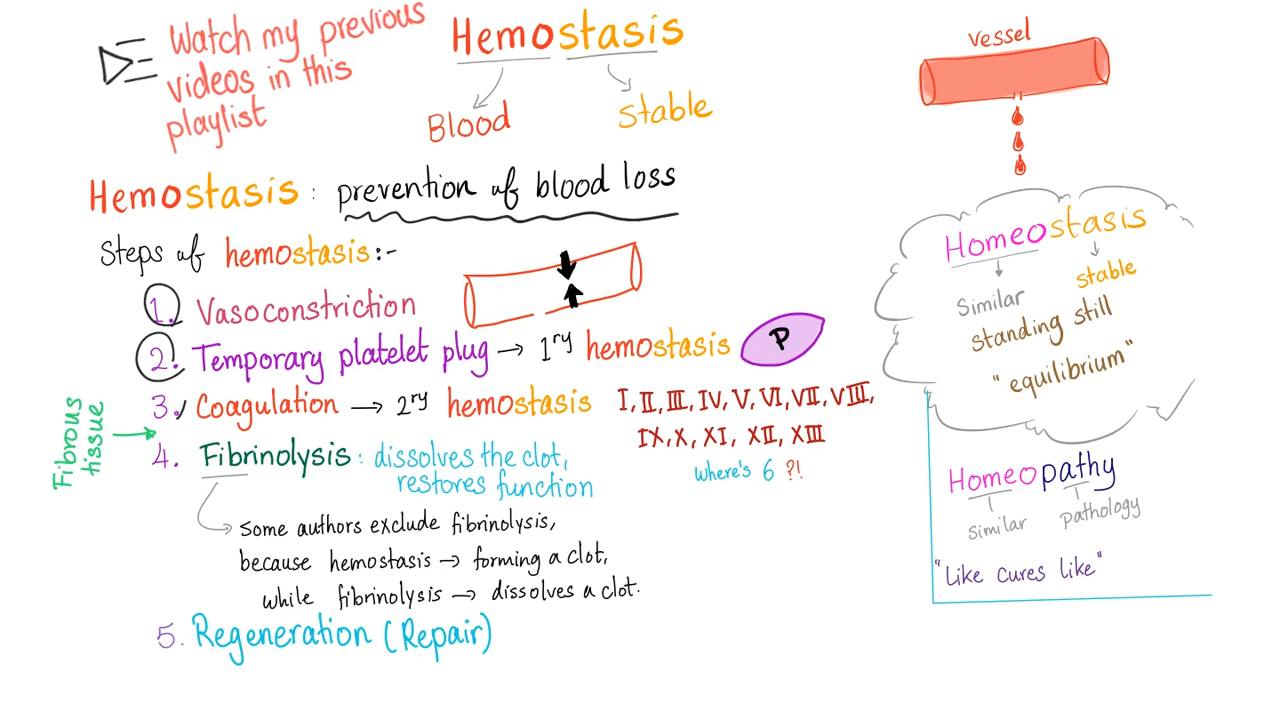 Watch my previous
videos in this
playlist
Hemostasis
Blood
Stable
Hemostasis : prevention of blood loss
Steps of hemostasis:-
1. Vasoconstriction
2. Temporary platelet plug → 1ry hemostasis
P
3. Coagulation → 2ry hemostasis
I, II, III, IV, V, VI, VII, VIII,
IX, X, XI, XII, XIII
where's 6 ?!
Fibrous
tissue
4. Fibrinolysis : dissolves the clot,
restores function
some authors exclude fibrinolysis,
because hemostasis → forming a clot,
while fibrinolysis → dissolves a clot.
5. Regeneration (Repair)
vessel
Homeostasis
Similar
stable
standing still
"equilibrium"
Homeopathy
similar
pathology
"Like cures like"